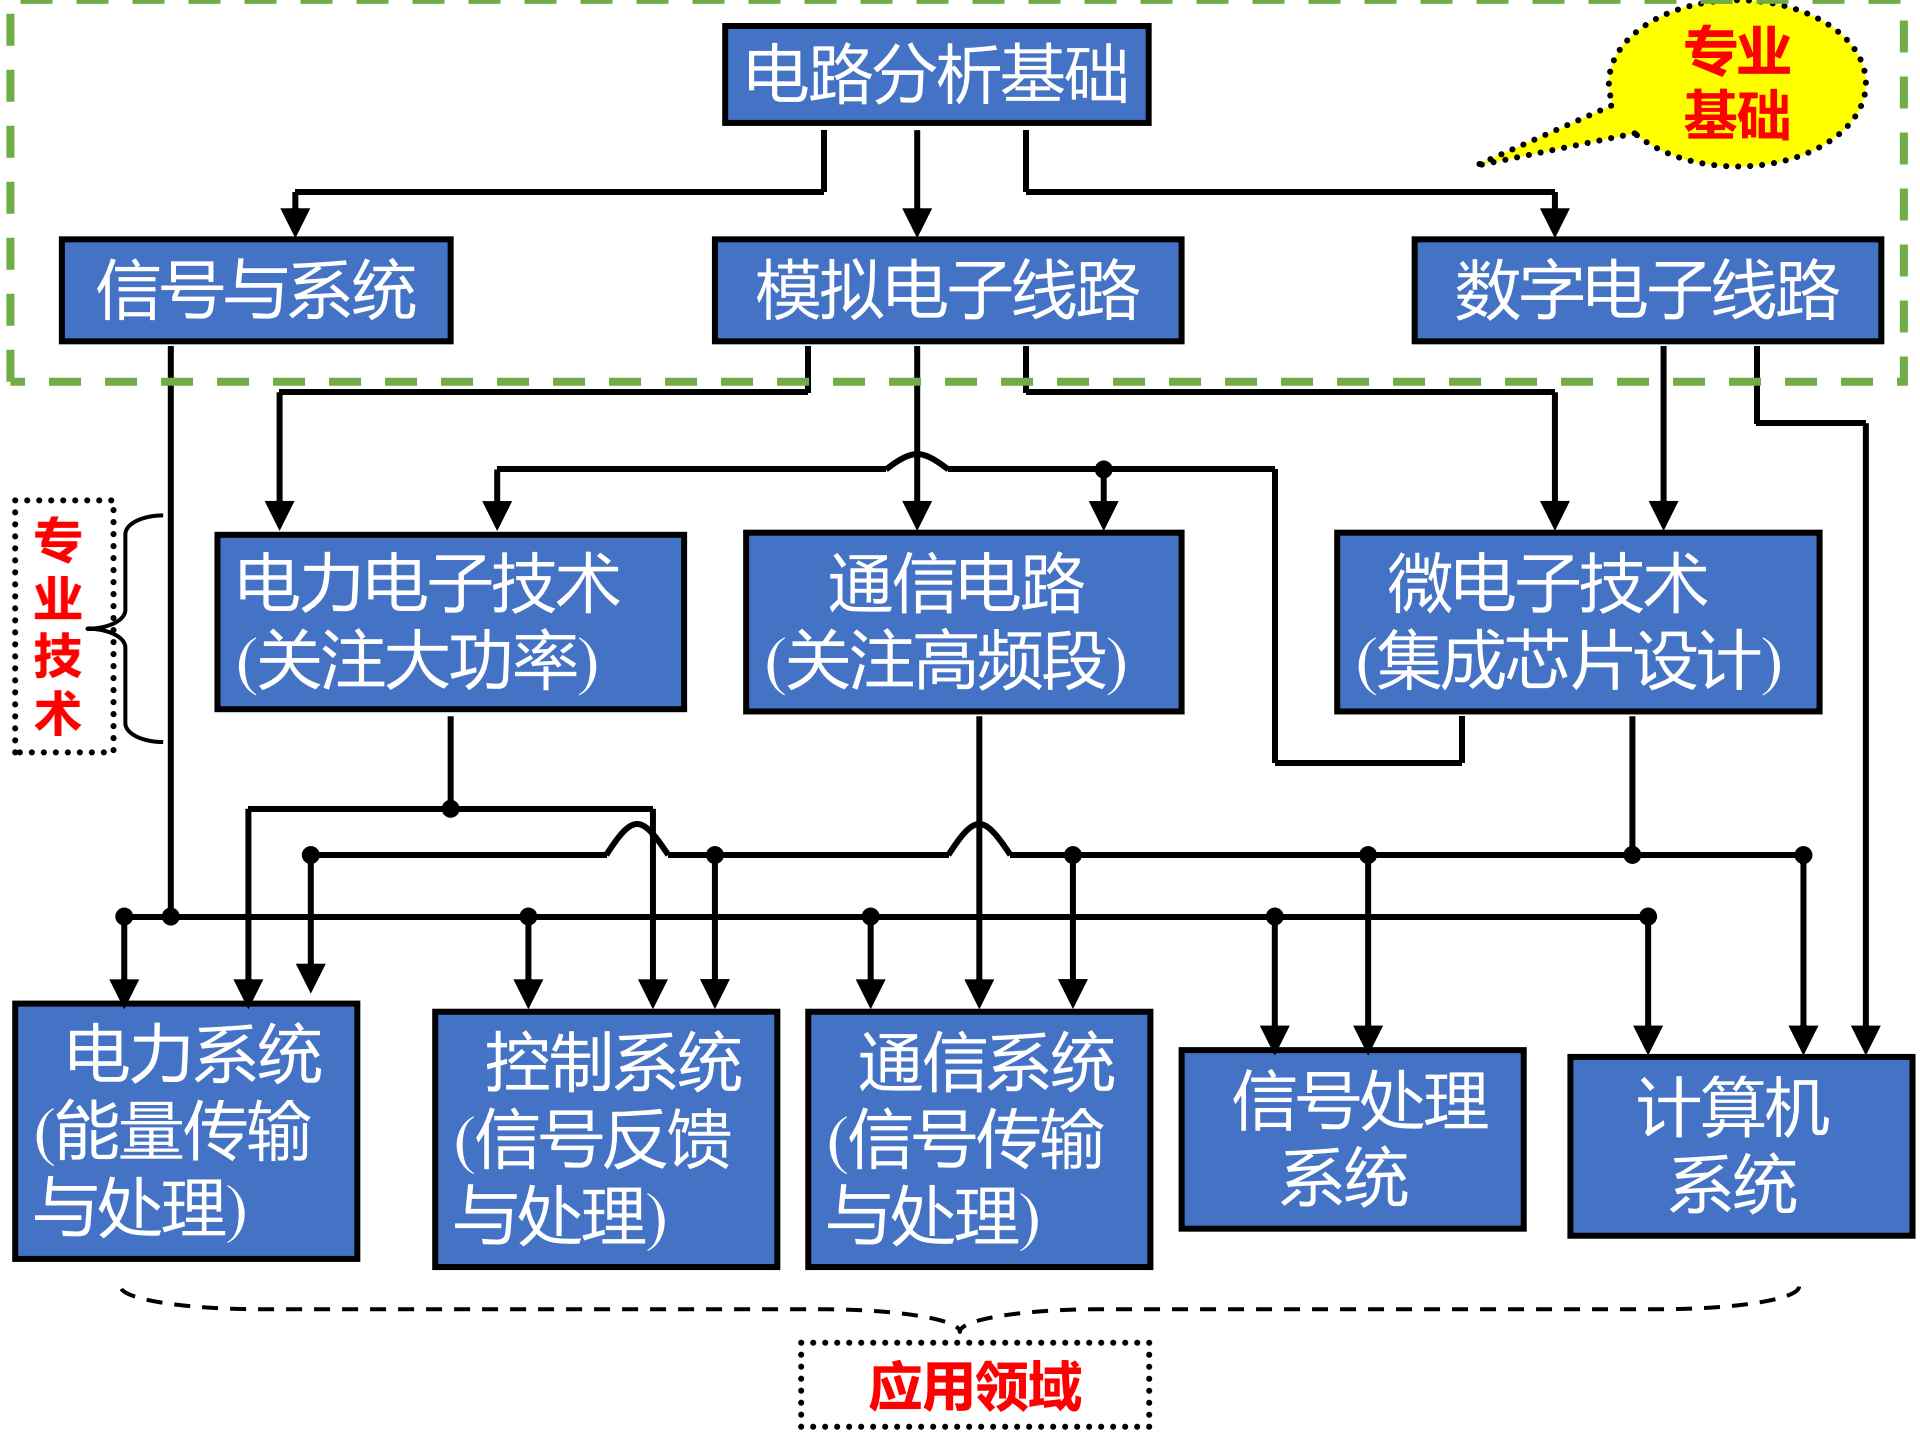 电路分析基础
专业
基础
信号与系统
模拟电子线路
数字电子线路
专
业
技
术
电力电子技术
(关注大功率)
通信电路
(关注高频段)
微电子技术
(集成芯片设计)
电力系统
(能量传输
与处理)
控制系统
(信号反馈
与处理)
通信系统
(信号传输
与处理)
信号处理
系统
计算机
系统
应用领域